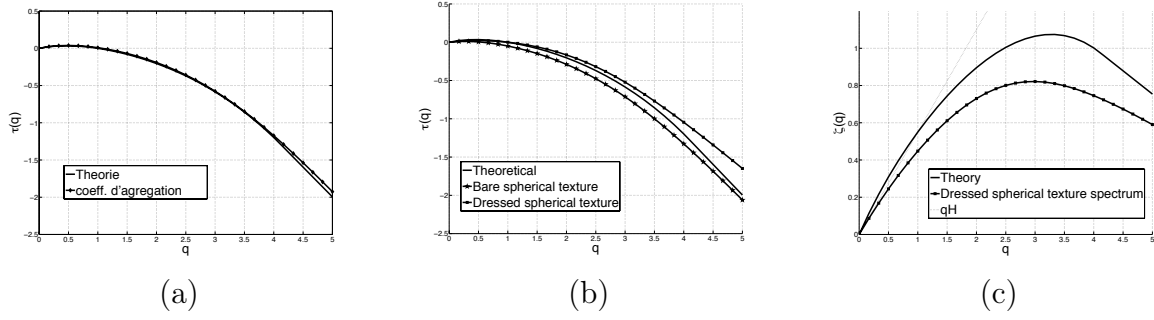 0.5
0
−0.5
−1
−1.5
−2
−2.5
τ(q)
0 0.5 1 1.5 2 2.5 3 3.5 4 4.5 5
q
Theorie
coeff. d'agregation
(a)
0.5
0
−0.5
−1
−1.5
−2
−2.5
τ(q)
0 0.5 1 1.5 2 2.5 3 3.5 4 4.5 5
q
Theoretical
Bare spherical texture
Dressed spherical texture
(b)
1
0.8
0.6
0.4
0.2
0
ζ(q)
0 0.5 1 1.5 2 2.5 3 3.5 4 4.5 5
q
Theory
Dressed spherical texture spectrum
qH
(c)